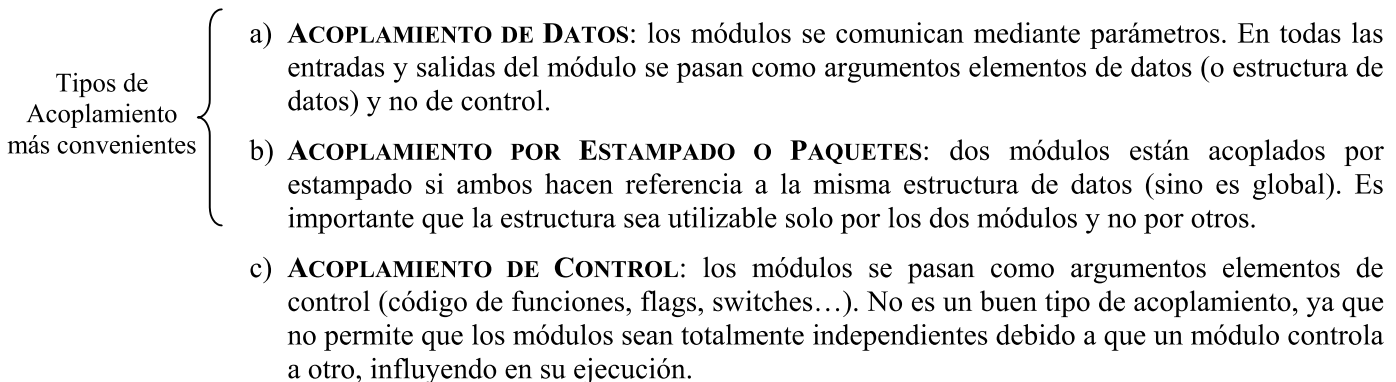 Tipos de
Acoplamiento
más convenientes
a) ACOPLAMIENTO DE DATOS: los módulos se comunican mediante parámetros. En todas las
entradas y salidas del módulo se pasan como argumentos elementos de datos (o estructura de
datos) y no de control.
b) ACOPLAMIENTO POR ESTAMPADO O PAQUETES: dos módulos están acoplados por
estampado si ambos hacen referencia a la misma estructura de datos (sino es global). Es
importante que la estructura sea utilizable solo por los dos módulos y no por otros.
c) ACOPLAMIENTO DE CONTROL: los módulos se pasan como argumentos elementos de
control (código de funciones, flags, switches…). No es un buen tipo de acoplamiento, ya que
no permite que los módulos sean totalmente independientes debido a que un módulo controla
a otro, influyendo en su ejecución.